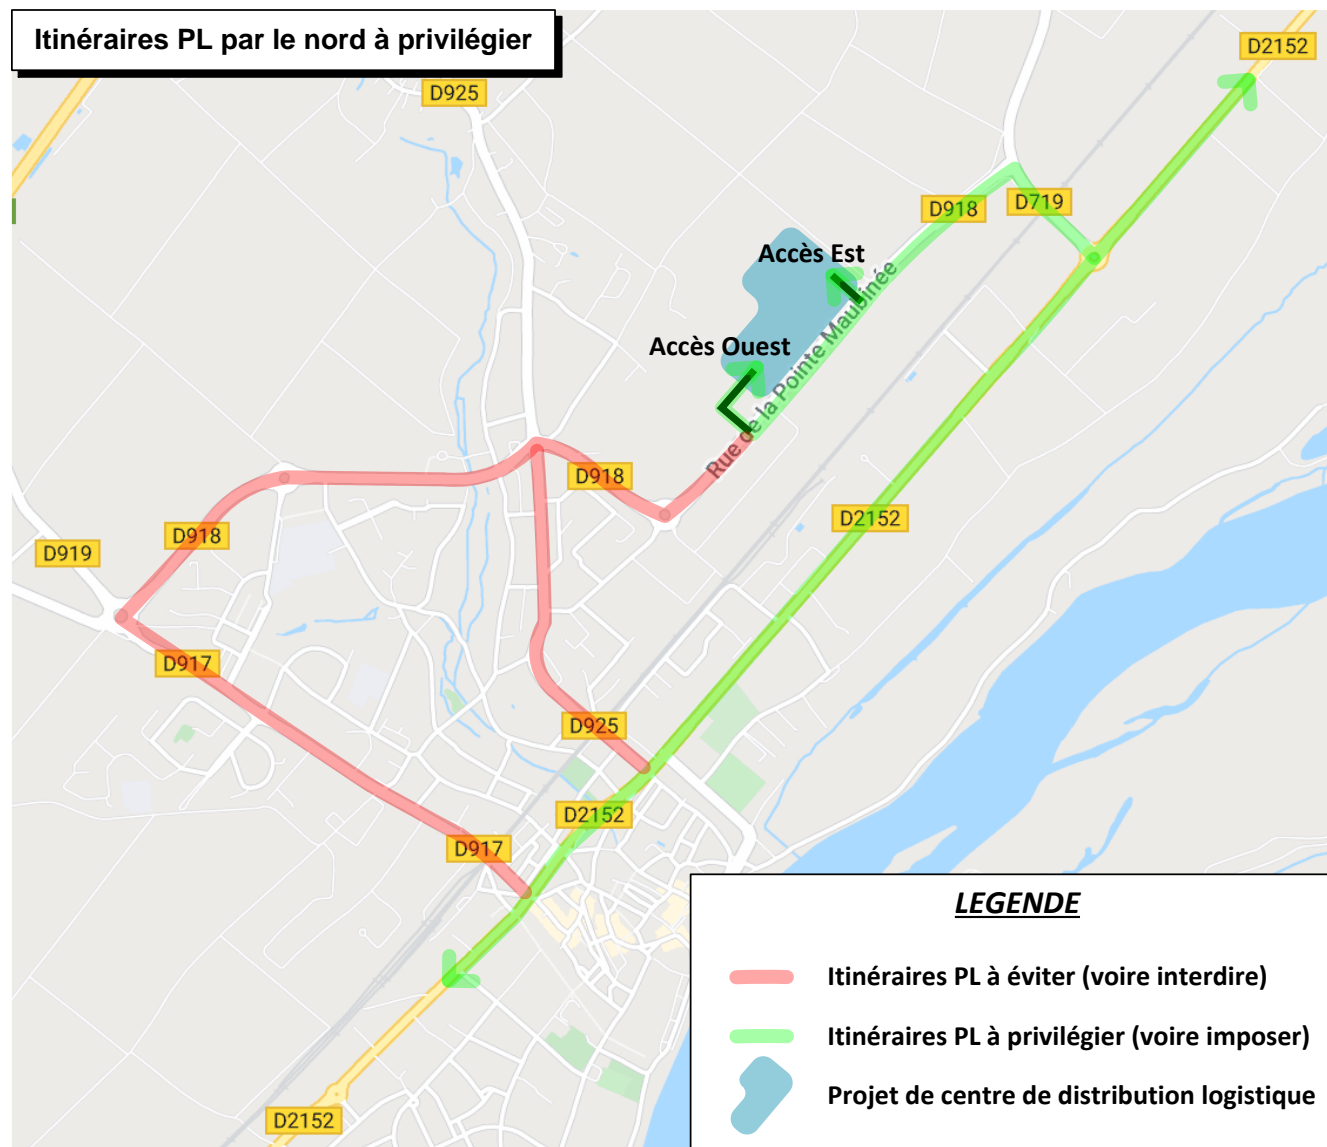 Itinéraires PL par le nord à privilégier
D2152
D925
D918
D719
Accès Est
Accès Ouest
Rue de la Pointe Maubinée
D918
D2152
D918
D919
D917
D925
D2152
D917
D2152
LEGENDE
Itinéraires PL à éviter (voire interdire)
Itinéraires PL à privilégier (voire imposer)
Projet de centre de distribution logistique